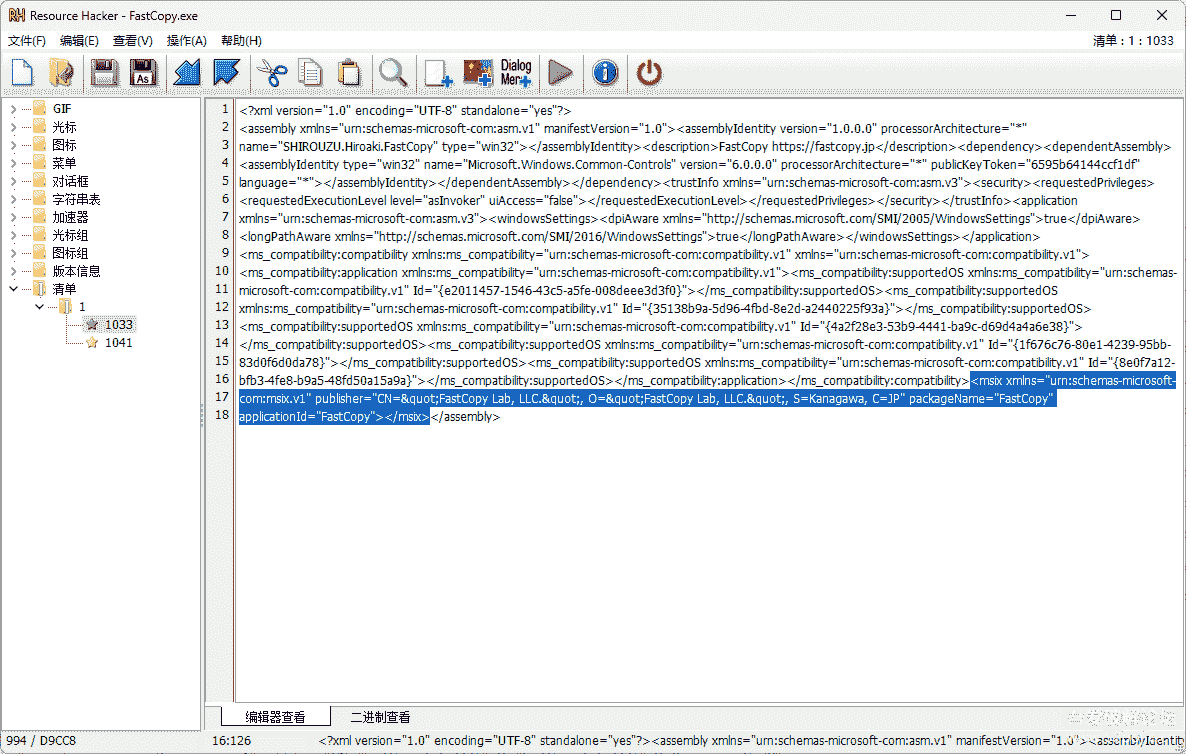 Resource Hacker - FastCopy.exe
文件(F) 编辑(E) 查看(V) 操作(A) 帮助(H) 清单 : 1 : 1033
As
Dialog
Mer
GIF
光标
图标
菜单
对话框
字符串表
加速器
光标组
图标组
版本信息
清单
1
1033
1041
1 <?xml version="1.0" encoding="UTF-8" standalone="yes"?>
2 <assembly xmlns="urn:schemas-microsoft-com:asm.v1" manifestVersion="1.0"><assemblyIdentity version="1.0.0.0" processorArchitecture="*"
3 name="SHIROUZU.Hiroaki.FastCopy" type="win32"></assemblyIdentity><description>FastCopy https://fastcopy.jp</description><dependency><dependentAssembly>
4 <assemblyIdentity type="win32" name="Microsoft.Windows.Common-Controls" version="6.0.0.0" processorArchitecture="*" publicKeyToken="6595b64144ccf1df"
5 language="*"></assemblyIdentity></dependentAssembly></dependency><trustInfo xmlns="urn:schemas-microsoft-com:asm.v3"><security><requestedPrivileges>
6 <requestedExecutionLevel level="asInvoker" uiAccess="false"></requestedExecutionLevel></requestedPrivileges></security></trustInfo><application
7 xmlns="urn:schemas-microsoft-com:asm.v3"><windowsSettings><dpiAware xmlns="http://schemas.microsoft.com/SMI/2005/WindowsSettings">true</dpiAware>
8 <longPathAware xmlns="http://schemas.microsoft.com/SMI/2016/WindowsSettings">true</longPathAware></windowsSettings></application>
9 <ms_compatibility:compatibility xmlns:ms_compatibility="urn:schemas-microsoft-com:compatibility.v1" xmlns="urn:schemas-microsoft-com:compatibility.v1">
10 <ms_compatibility:application xmlns:ms_compatibility="urn:schemas-microsoft-com:compatibility.v1"><ms_compatibility:supportedOS xmlns:ms_compatibility="urn:schemas-
11 microsoft-com:compatibility.v1" Id="{e2011457-1546-43c5-a5fe-008deee3d3f0}"></ms_compatibility:supportedOS><ms_compatibility:supportedOS
12 xmlns:ms_compatibility="urn:schemas-microsoft-com:compatibility.v1" Id="{35138b9a-5d96-4fbd-8e2d-a2440225f93a}"></ms_compatibility:supportedOS>
13 <ms_compatibility:supportedOS xmlns:ms_compatibility="urn:schemas-microsoft-com:compatibility.v1" Id="{4a2f28e3-53b9-4441-ba9c-d69d4a4a6e38}">
14 </ms_compatibility:supportedOS><ms_compatibility:supportedOS xmlns:ms_compatibility="urn:schemas-microsoft-com:compatibility.v1" Id="{1f676c76-80e1-4239-95bb-
15 83d0f6d0da78}"></ms_compatibility:supportedOS><ms_compatibility:supportedOS xmlns:ms_compatibility="urn:schemas-microsoft-com:compatibility.v1" Id="{8e0f7a12-
16 bfb3-4fe8-b9a5-48fd50a15a9a}"></ms_compatibility:supportedOS></ms_compatibility:application></ms_compatibility:compatibility><msix xmlns="urn:schemas-microsoft-
17 com:msix.v1" publisher="CN=&quot;FastCopy Lab, LLC.&quot;, O=&quot;FastCopy Lab, LLC.&quot;, S=Kanagawa, C=JP" packageName="FastCopy"
18 applicationId="FastCopy"></msix></assembly>
编辑器查看 二进制查看
994 / D9CC8 16:126 <?xml version="1.0" encoding="UTF-8" standalone="yes"?><assembly xmlns="urn:schemas-microsoft-com:asm.v1" manifestVersion="1.0"><assemblyIdentit